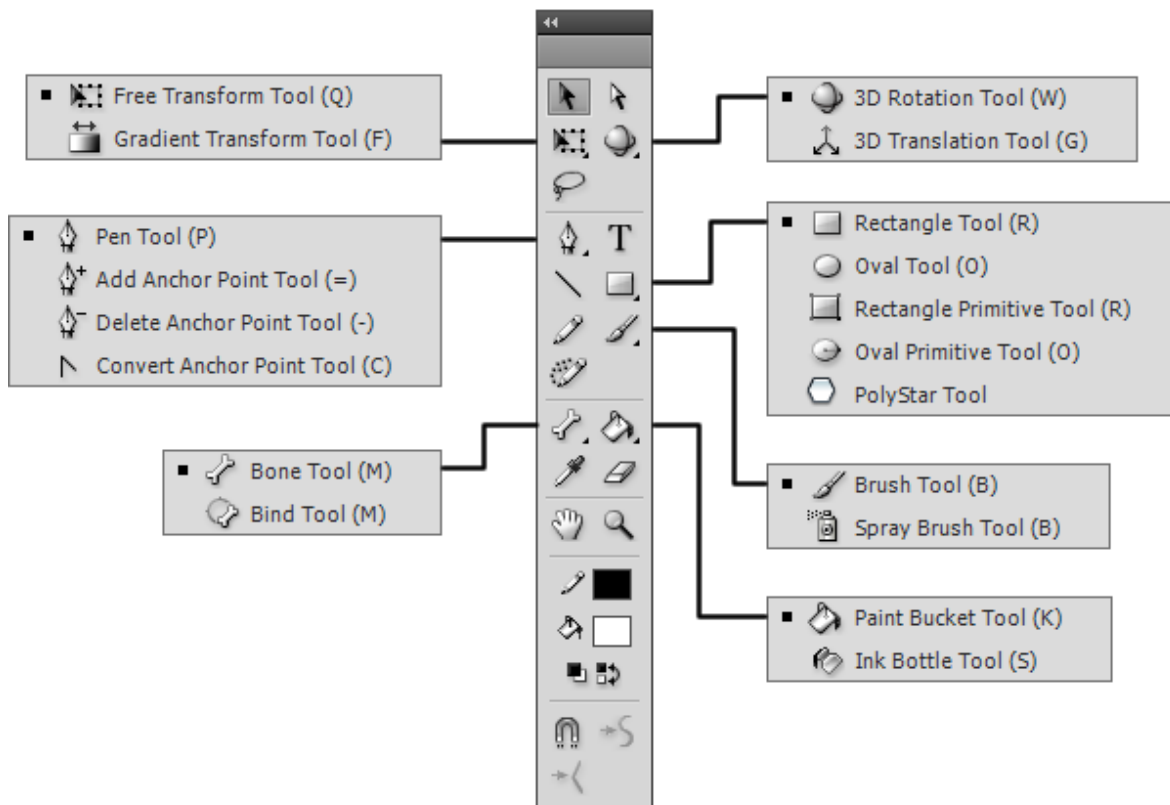 Free Transform Tool (Q)
Gradient Transform Tool (F)
Pen Tool (P)
Add Anchor Point Tool (=)
Delete Anchor Point Tool (-)
Convert Anchor Point Tool (C)
Bone Tool (M)
Bind Tool (M)
T
3D Rotation Tool (W)
3D Translation Tool (G)
Rectangle Tool (R)
Oval Tool (O)
Rectangle Primitive Tool (R)
Oval Primitive Tool (O)
PolyStar Tool
Brush Tool (B)
Spray Brush Tool (B)
Paint Bucket Tool (K)
Ink Bottle Tool (S)